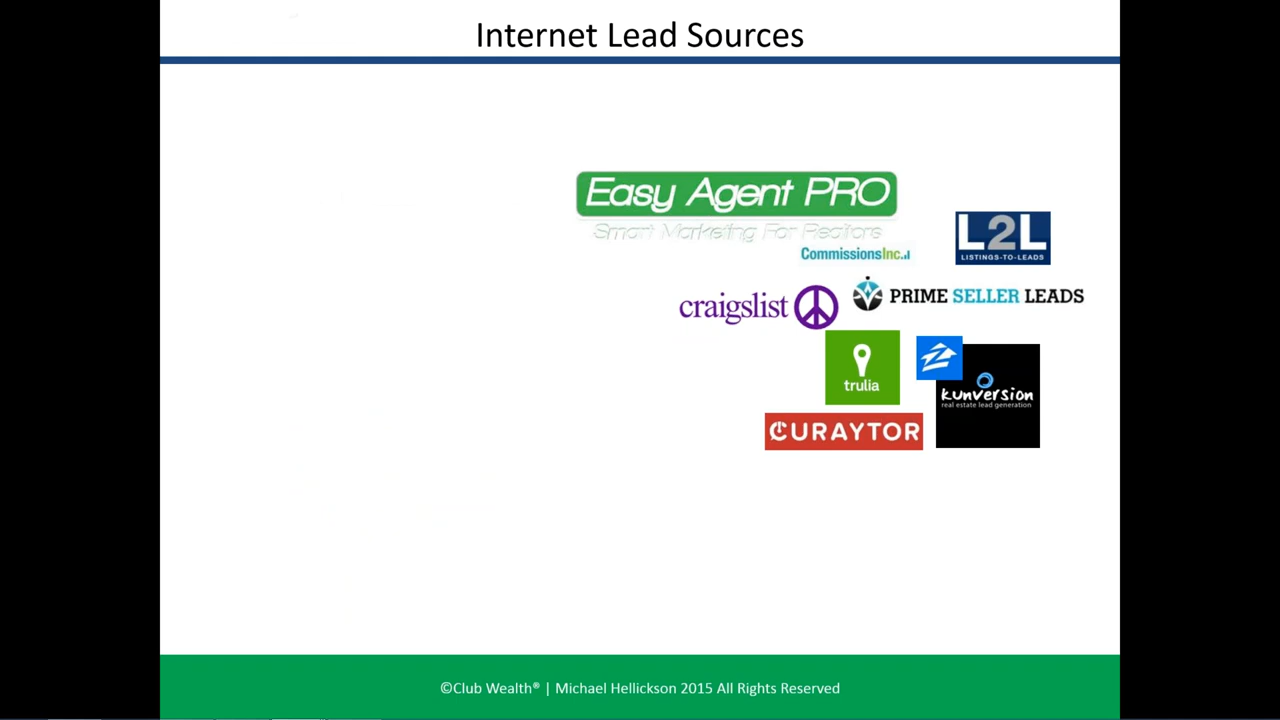 Internet Lead Sources
Easy Agent PRO
Smart Marketing For Realtors
CommissionsInc.
L2L
LISTINGS-TO-LEADS
craigslist
PRIME SELLER LEADS
trulia
kunversion
real estate lead generation
CURAYTOR
©Club Wealth® | Michael Hellickson 2015 All Rights Reserved